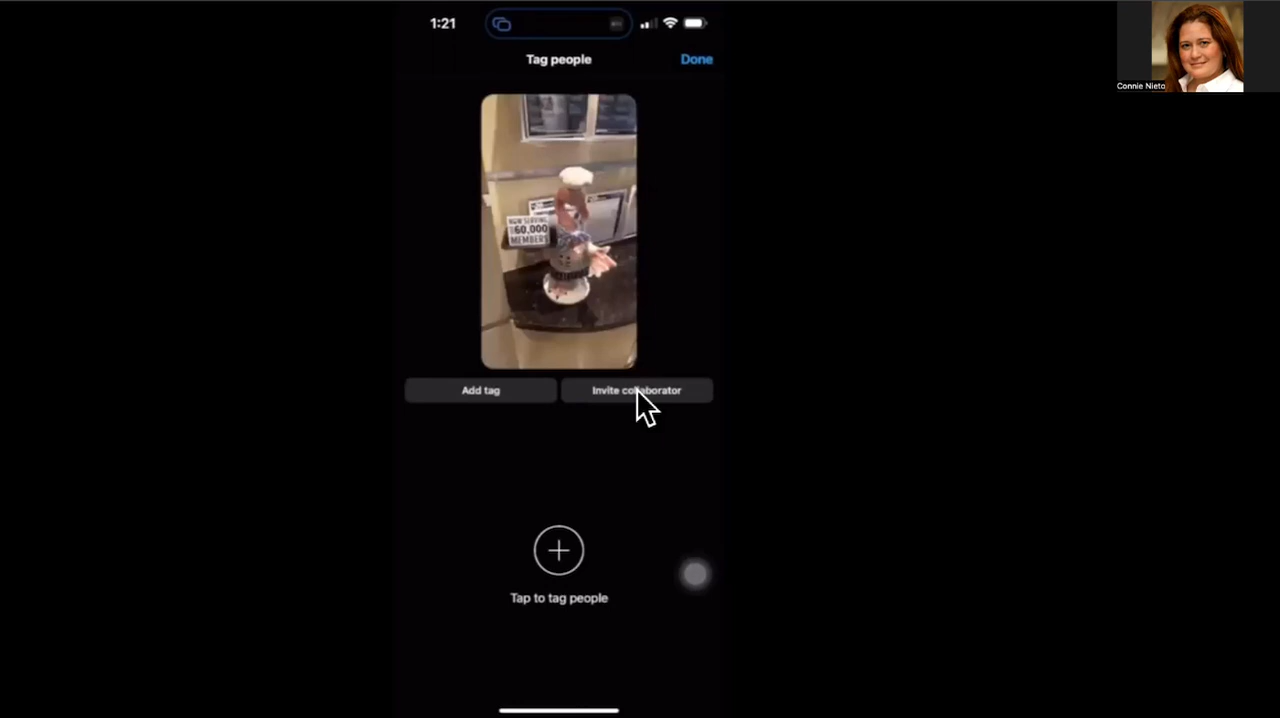 1:21
Tag people
Done
Connie Nieto
NOW SERVING
60,000
MEMBERS
Add tag
Invite collaborator
Tap to tag people